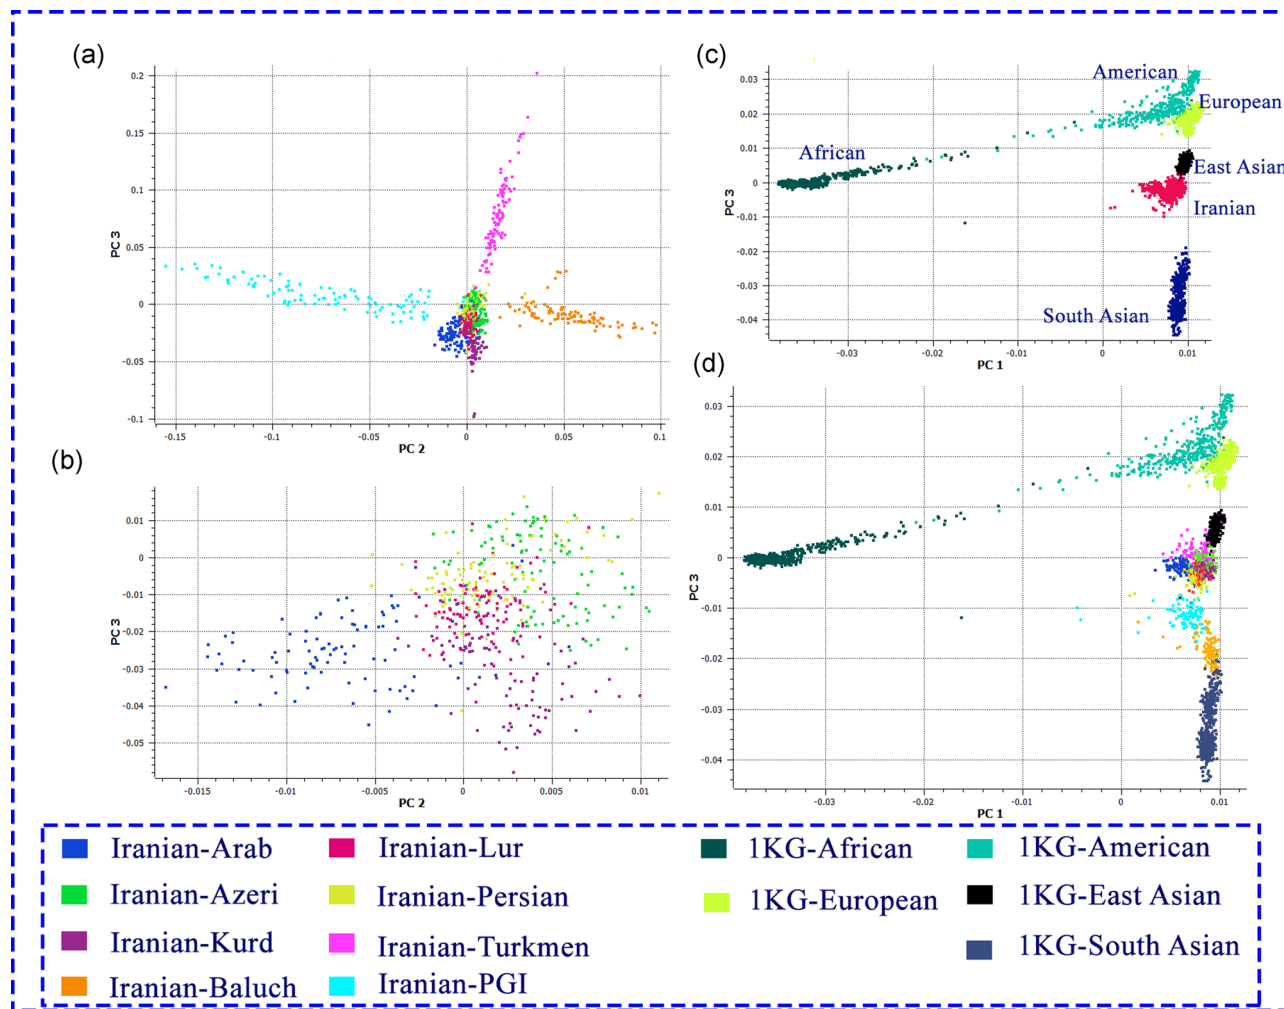 (a)
0.2
0.15
0.1
0.05
0
-0.05
-0.1
PC 3
-0.15
-0.1
-0.05
0
0.05
0.1
PC 2
(b)
0.01
0
-0.01
-0.02
-0.03
-0.04
-0.05
PC 3
-0.015
-0.01
-0.005
0
0.005
0.01
PC 2
(c)
American
European
African
East Asian
Iranian
South Asian
0.03
0.02
0.01
0
-0.01
-0.02
-0.03
-0.04
PC 3
-0.03
-0.02
-0.01
0
0.01
PC 1
(d)
0.03
0.02
0.01
0
-0.01
-0.02
-0.03
-0.04
PC 3
-0.03
-0.02
-0.01
0
0.01
PC 1
Iranian-Arab
Iranian-Azeri
Iranian-Kurd
Iranian-Baluch
Iranian-Lur
Iranian-Persian
Iranian-Turkmen
Iranian-PGI
1KG-African
1KG-European
1KG-American
1KG-East Asian
1KG-South Asian